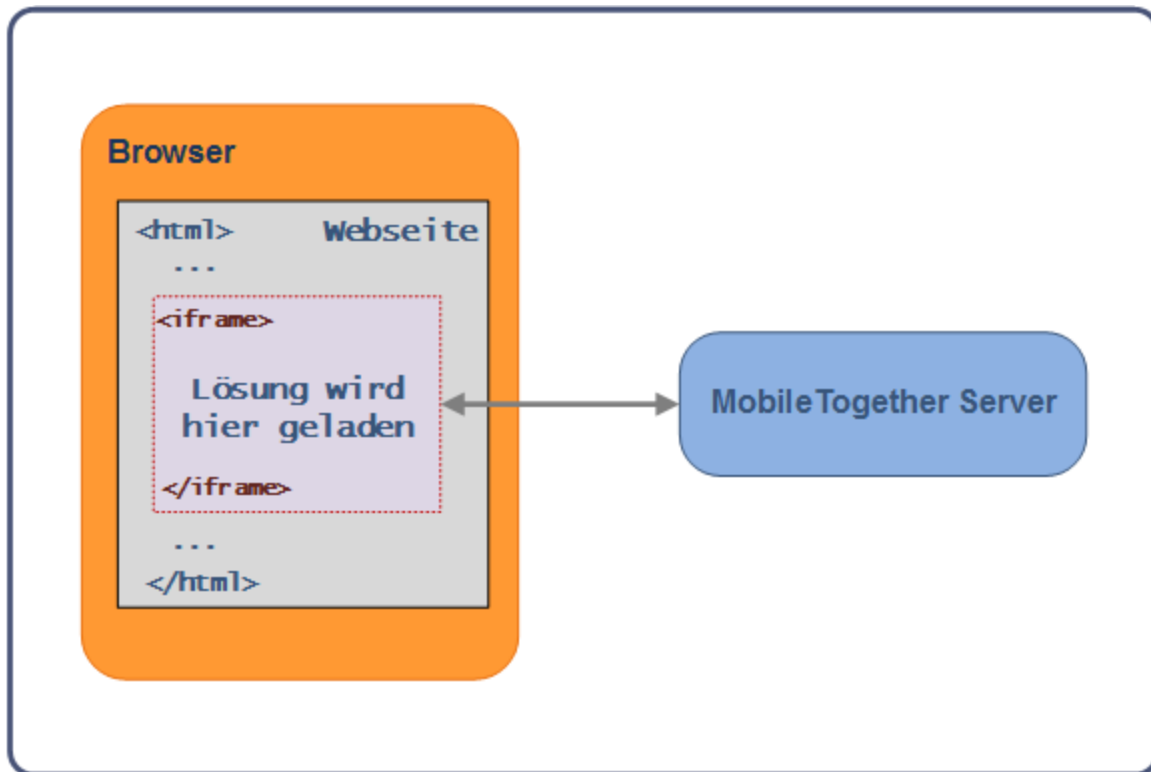 Browser
<html> Webseite
...
<iframe>
Lösung wird
hier geladen
</iframe>
...
</html>
MobileTogether Server